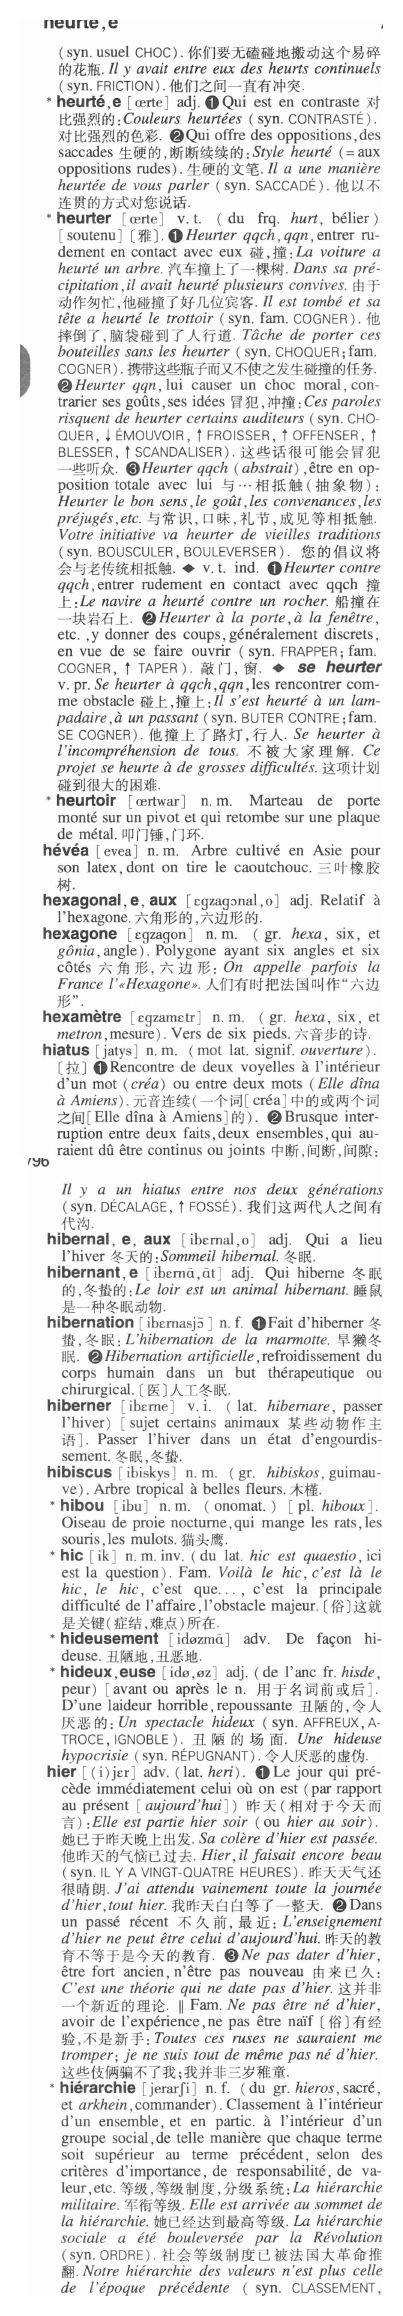 heurté,e
(syn. usuel CHOC). 你们要无磕碰地搬动这个易碎
的花瓶. Il y avait entre eux des heurts continuels
(syn. FRICTION). 他们之间一直有冲突.
* heurté,e [œrte] adj. ❶Qui est en contraste 对
比强烈的:Couleurs heurtées (syn. CONTRASTÉ).
对比强烈的色彩. ❷Qui offre des oppositions,des
saccades 生硬的,断断续续的:Style heurté (=aux
oppositions rudes). 生硬的文笔. Il a une manière
heurtée de vous parler (syn. SACCADÉ). 他以不
连贯的方式对您说话.
* heurter [œrte] v.t. (du frq. hurt, bélier)
[soutenu]〔雅〕. ❶Heurter qqch,qqn,entrer ru-
dement en contact avec eux 碰,撞:La voiture a
heurté un arbre. 汽车撞上了一棵树. Dans sa pré-
cipitation,il avait heurté plusieurs convives. 由于
动作匆忙,他碰撞了好几位宾客. Il est tombé et sa
tête a heurté le trottoir (syn. fam. COGNER). 他
摔倒了,脑袋碰到了人行道. Tâche de porter ces
bouteilles sans les heurter (syn. CHOQUER;fam.
COGNER). 携带这些瓶子而又不使之发生碰撞的任务.
❷Heurter qqn,lui causer un choc moral,con-
trarier ses goûts,ses idées 冒犯,冲撞:Ces paroles
risquent de heurter certains auditeurs (syn. CHO-
QUER,↓ÉMOUVOIR,↑FROISSER,↑OFFENSER,↑
BLESSER,↑SCANDALISER). 这些话很可能会冒犯
一些听众. ❸Heurter qqch (abstrait),être en op-
position totale avec lui 与…相抵触(抽象物):
Heurter le bon sens,le goût,les convenances,les
préjugés,etc. 与常识,口味,礼节,成见等相抵触.
Votre initiative va heurter de vieilles traditions
(syn. BOUSCULER,BOULEVERSER). 您的倡议将
会与老传统相抵触. ◆ v.t. ind. ❶Heurter contre
qqch,entrer rudement en contact avec qqch 撞
上:Le navire a heurté contre un rocher. 船撞在
一块岩石上. ❷Heurter à la porte,à la fenêtre,
etc. ,y donner des coups,généralement discrets,
en vue de se faire ouvrir (syn. FRAPPER;fam.
COGNER,↑TAPER). 敲门,窗. ◆ se heurter
v. pr. Se heurter à qqch,qqn,les rencontrer com-
me obstacle 碰上,撞上:Il s'est heurté à un lam-
padaire,à un passant (syn. BUTER CONTRE;fam.
SE COGNER). 他撞上了路灯,行人. Se heurter à
l'incompréhension de tous. 不被大家理解. Ce
projet se heurte à de grosses difficultés. 这项计划
碰到很大的困难.
* heurtoir [œrtwar] n.m. Marteau de porte
monté sur un pivot et qui retombe sur une plaque
de métal. 叩门锤,门环.
hévéa [evea] n.m. Arbre cultivé en Asie pour
son latex,dont on tire le caoutchouc. 三叶橡胶
树.
hexagonal,e,aux [ɛgzagɔnal,o] adj. Relatif à
l'hexagone. 六角形的,六边形的.
hexagone [ɛgzagon] n.m. (gr. hexa, six, et
gônia,angle). Polygone ayant six angles et six
côtés 六角形,六边形: On appelle parfois la
France l'«Hexagone». 人们有时把法国叫作“六边
形”.
hexamètre [ɛgzamɛtr] n.m. (gr. hexa, six, et
metron,mesure). Vers de six pieds. 六音步的诗.
hiatus [jatys] n.m. (mot lat. signif. ouverture).
〔拉〕❶Rencontre de deux voyelles à l'intérieur
d'un mot (créa) ou entre deux mots (Elle dîna
à Amiens). 元音连续(一个词[créa]中的或两个词
之间[Elle dîna à Amiens]的). ❷Brusque inter-
ruption entre deux faits,deux ensembles,qui au-
raient dû être continus ou joints 中断,间断,间隙:
796
Il y a un hiatus entre nos deux générations
(syn. DÉCALAGE,↑FOSSÉ). 我们这两代人之间有
代沟.
hibernal,e,aux [ibɛrnal,o] adj. Qui a lieu
l'hiver 冬天的:Sommeil hibernal. 冬眠.
hibernant,e [ibɛrnɑ̃,ɑ̃t] adj. Qui hiberne 冬眠
的,冬蛰的:Le loir est un animal hibernant. 睡鼠
是一种冬眠动物.
hibernation [ibɛrnasjɔ̃] n.f. ❶Fait d'hiberner 冬
蛰,冬眠:L'hibernation de la marmotte. 旱獭冬
眠. ❷Hibernation artificielle,refroidissement du
corps humain dans un but thérapeutique ou
chirurgical.〔医〕人工冬眠.
hiberner [ibɛrne] v.i. (lat. hibernare, passer
l'hiver) [sujet certains animaux 某些动物作主
语]. Passer l'hiver dans un état d'engourdis-
sement. 冬眠,冬蛰.
hibiscus [ibiskys] n.m. (gr. hibiskos, guimau-
ve). Arbre tropical à belles fleurs. 木槿.
* hibou [ibu] n.m. (onomat.) [pl. hiboux].
Oiseau de proie nocturne,qui mange les rats,les
souris,les mulots. 猫头鹰.
* hic [ik] n.m.inv. (du lat. hic est quaestio,ici
est la question). Fam. Voilà le hic,c'est là le
hic, le hic, c'est que..., c'est la principale
difficulté de l'affaire,l'obstacle majeur.〔俗〕这就
是关键(症结,难点)所在.
* hideusement [idøzmɑ̃] adv. De façon hi-
deuse. 丑陋地,丑恶地.
* hideux,euse [idø,øz] adj. (de l'anc fr. hisde,
peur) [avant ou après le n. 用于名词前或后].
D'une laideur horrible,repoussante 丑陋的,令人
厌恶的: Un spectacle hideux (syn. AFFREUX,A-
TROCE,IGNOBLE). 丑陋的场面. Une hideuse
hypocrisie (syn. RÉPUGNANT). 令人厌恶的虚伪.
hier [(i)jɛr] adv. (lat. heri). ❶Le jour qui pré-
cède immédiatement celui où on est (par rapport
au présent [aujourd'hui]) 昨天(相对于今天而
言):Elle est partie hier soir (ou hier au soir).
她已于昨天晚上出发. Sa colère d'hier est passée.
他昨天的气恼已过去. Hier,il faisait encore beau
(syn. IL Y A VINGT-QUATRE HEURES). 昨天天气还
很晴朗. J'ai attendu vainement toute la journée
d'hier,tout hier. 我昨天白白等了一整天. ❷Dans
un passé récent 不久前,最近: L'enseignement
d'hier ne peut être celui d'aujourd'hui. 昨天的教
育不等于是今天的教育. ❸Ne pas dater d'hier,
être fort ancien,n'être pas nouveau 由来已久:
C'est une théorie qui ne date pas d'hier. 这并非
一个新近的理论. ‖Fam. Ne pas être né d'hier,
avoir de l'expérience,ne pas être naïf〔俗〕有经
验,不是新手:Toutes ces ruses ne sauraient me
tromper; je ne suis tout de même pas né d'hier.
这些伎俩骗不了我;我并非三岁稚童.
* hiérarchie [jerarʃi] n.f. (du gr. hieros,sacré,
et arkhein,commander). Classement à l'intérieur
d'un ensemble, et en partic. à l'intérieur d'un
groupe social,de telle manière que chaque terme
soit supérieur au terme précédent, selon des
critères d'importance, de responsabilité, de va-
leur,etc. 等级,等级制度,分级系统:La hiérarchie
militaire. 军衔等级. Elle est arrivée au sommet de
la hiérarchie. 她已经达到最高等级. La hiérarchie
sociale a été bouleversée par la Révolution
(syn. ORDRE). 社会等级制度已被法国大革命推
翻. Notre hiérarchie des valeurs n'est plus celle
de l'époque précédente (syn. CLASSEMENT,